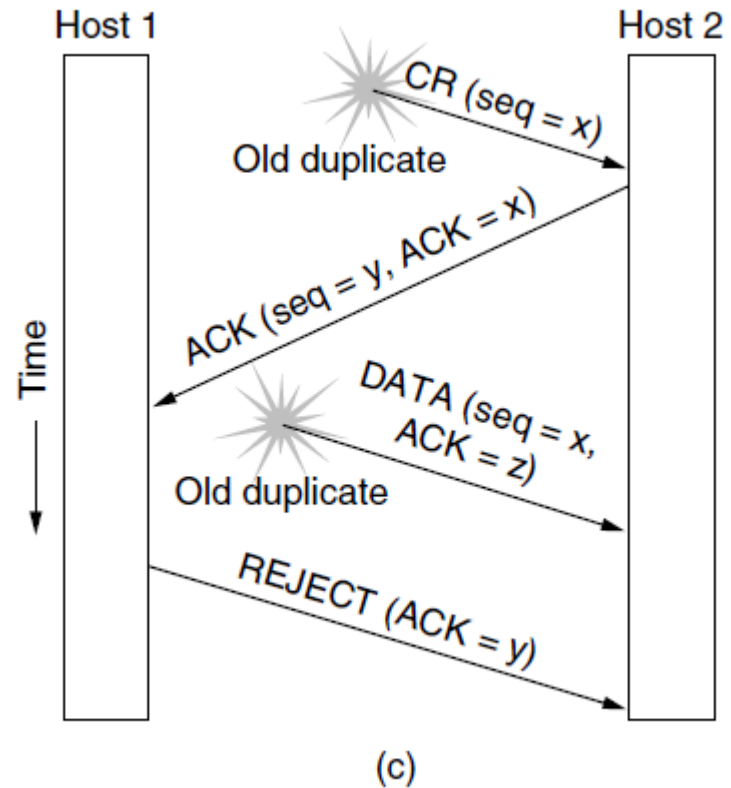 Host 1
Host 2
CR (seq = x)
Old duplicate
ACK (seq = y, ACK = x)
Time
DATA (seq = x,
ACK = z)
Old duplicate
REJECT (ACK = y)
(c)